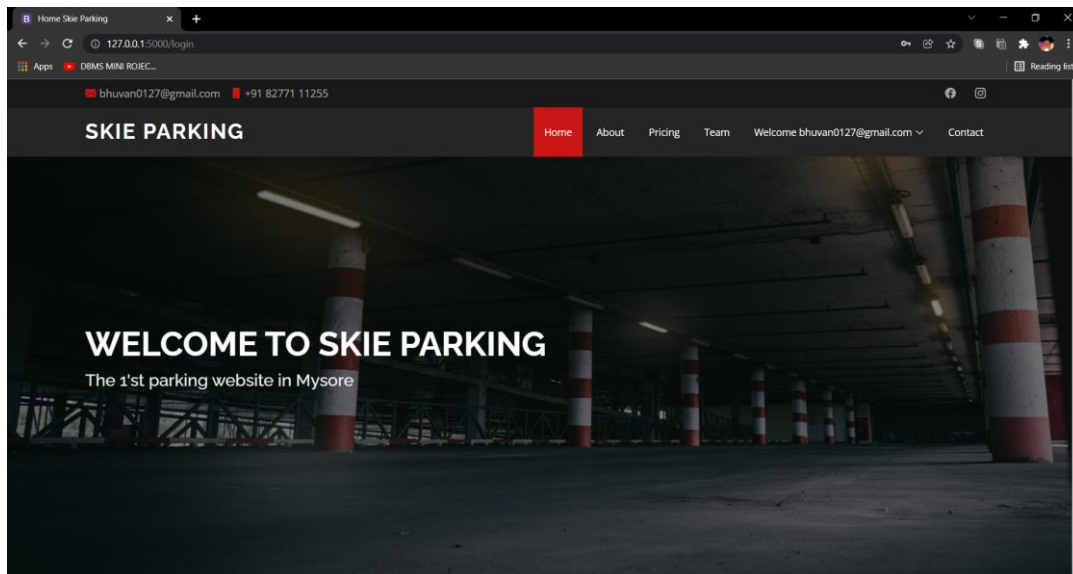 Home Skie Parking
127.0.0.1:5000/login
Apps DBMS MINI ROJEC... Reading list
bhuvan0127@gmail.com +91 82771 11255
SKIE PARKING Home About Pricing Team Welcome bhuvan0127@gmail.com Contact
WELCOME TO SKIE PARKING
The 1'st parking website in Mysore